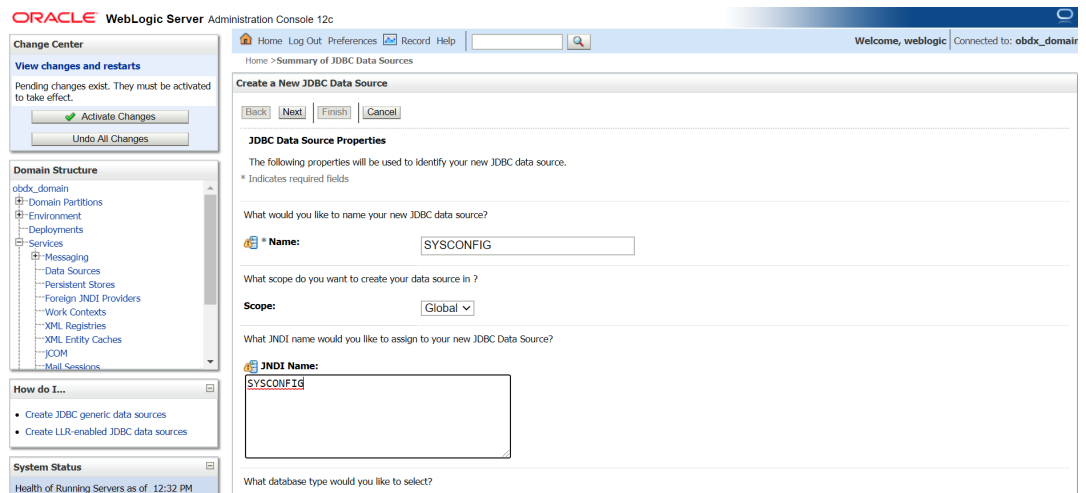 ORACLE WebLogic Server Administration Console 12c
Change Center
View changes and restarts
Pending changes exist. They must be activated
to take effect.
Activate Changes
Undo All Changes
Domain Structure
obdx_domain
Domain Partitions
Environment
Deployments
Services
Messaging
Data Sources
Persistent Stores
Foreign JNDI Providers
Work Contexts
XML Registries
XML Entity Caches
jCOM
Mail Sessions
How do I...
Create JDBC generic data sources
Create LLR-enabled JDBC data sources
System Status
Health of Running Servers as of 12:32 PM
Home Log Out Preferences Record Help
Welcome, weblogic Connected to: obdx_domain
Home >Summary of JDBC Data Sources
Create a New JDBC Data Source
Back Next Finish Cancel
JDBC Data Source Properties
The following properties will be used to identify your new JDBC data source.
* Indicates required fields
What would you like to name your new JDBC data source?
* Name: SYSCONFIG
What scope do you want to create your data source in ?
Scope: Global
What JNDI name would you like to assign to your new JDBC Data Source?
JNDI Name:
SYSCONFIG
What database type would you like to select?